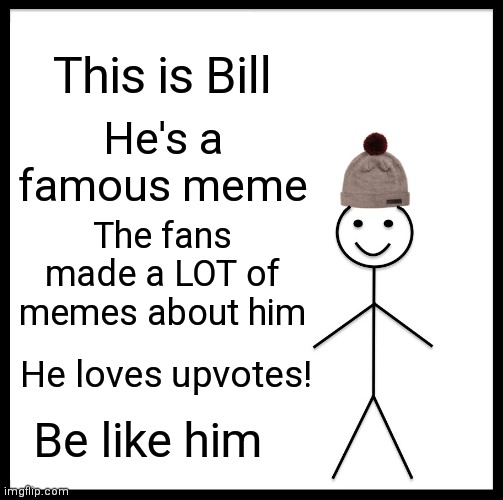 This is Bill
He's a
famous meme
The fans
made a LOT of
memes about him
He loves upvotes!
Be like him
imgflip.com